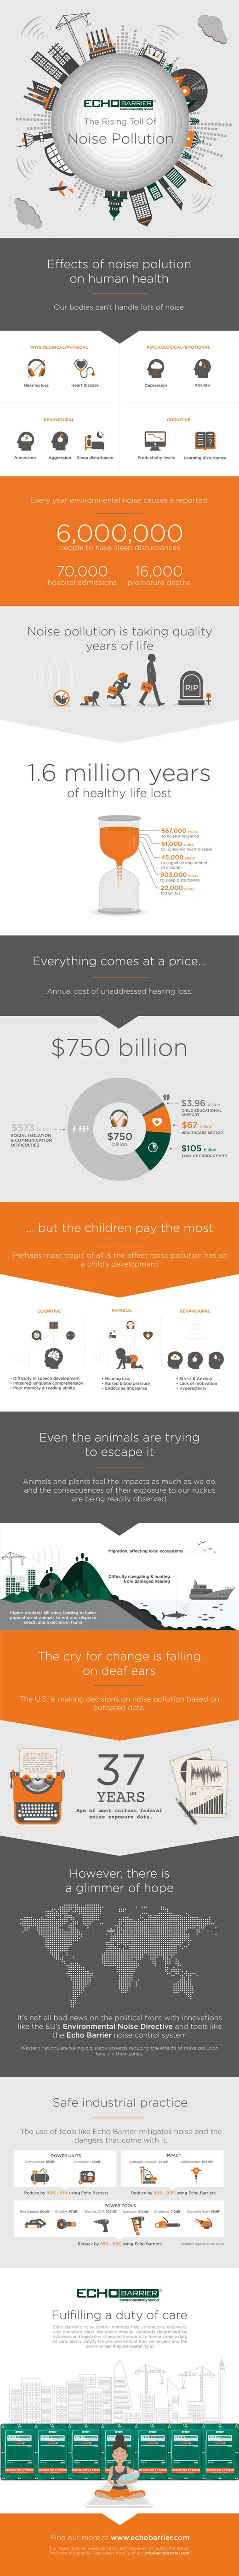 ECHO BARRIER
Environmentally Sound
The Rising Toll Of
Noise Pollution
Effects of noise polution
on human health
Our bodies can't handle lots of noise
PHYSIOLOGICAL/PHYSICAL
PSYCHOLOGICAL/EMOTIONAL
Hearing loss
Heart disease
Depression
Anxiety
BEHAVIOURAL
COGNITIVE
Annoyance
Aggression
Sleep disturbance
Productivity levels
Learning disturbance
Every year environmental noise causes a reported:
6,000,000
people to have sleep disturbances
70,000
hospital admissions
16,000
premature deaths
Noise pollution is taking quality
years of life
RIP
1.6 million years
of healthy life lost
587,000 years
to noise annoyance
61,000 years
to ischaemic heart disease
45,000 years
to cognitive impairment
of children
903,000 years
to sleep disturbance
22,000 years
to tinnitus
Everything comes at a price...
Annual cost of unaddressed hearing loss:
$750 billion
$573 billion
SOCIAL ISOLATION
& COMMUNICATION
DIFFICULTIES
$750
billion
$3.96 billion
CHILD EDUCATIONAL
SUPPORT
$67 billion
HEALTHCARE SECTOR
$105 billion
LOSS OF PRODUCTIVITY
... but the children pay the most
Perhaps most tragic of all is the effect noise pollution has on
a child's development.
COGNITIVE
PHYSICAL
BEHAVIOURAL
• Difficulty in speech development
• Impaired language comprehension
• Poor memory & reading ability
• Hearing loss
• Raised blood pressure
• Endocrine imbalance
• Stress & Anxiety
• Lack of motivation
• Hyperactivity
Even the animals are trying
to escape it
Animals and plants feel the impacts as much as we do,
and the consequences of their exposure to our ruckus
are being readily observed.
Migration, affecting local ecosystems
Difficulty navigating & hunting
from damaged hearing
Higher predator kill rates, leading to lower
population of animals to eat and disperse
seeds, and a decline in fauna
The cry for change is falling
on deaf ears
The U.S. is making decisions on noise pollution based on
outdated data.
37
YEARS
Age of most current federal
noise exposure data.
However, there is
a glimmer of hope
It's not all bad news on the political front with innovations
like the EU's Environmental Noise Directive and tools like
the Echo Barrier noise control system
Western nations are taking big steps towards reducing the effects of noise pollution
levels in their zones.
Safe industrial practice
The use of tools like Echo Barrier mitigates noise and the
dangers that come with it.
POWER UNITS
IMPACT
Reduce by 93% - 97% using Echo Barriers
Reduce by 90% - 99% using Echo Barriers
POWER TOOLS
Reduce by 95% - 99% using Echo Barriers
ECHO BARRIER
Environmentally Sound
Fulfilling a duty of care
Echo Barrier's noise control methods help contractors, engineers,
and operators meet the environmental standards determined by
initiatives and legislation all around the world, to demonstrate a duty
of care, and to satisfy the requirements of their employees and the
communities they are operating in.
Find out more at www.echobarrier.com